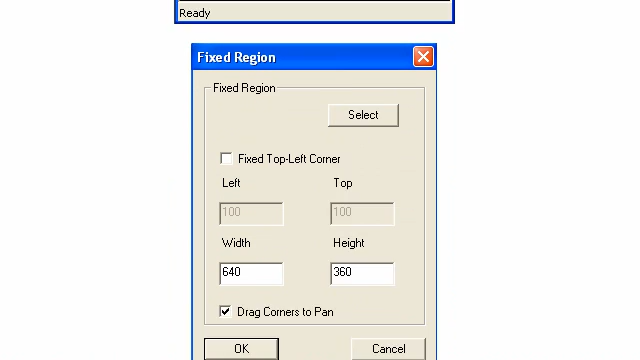 Ready
Fixed Region
Fixed Region
Select
Fixed Top-Left Corner
Left Top
100 100
Width Height
640 360
Drag Corners to Pan
OK Cancel